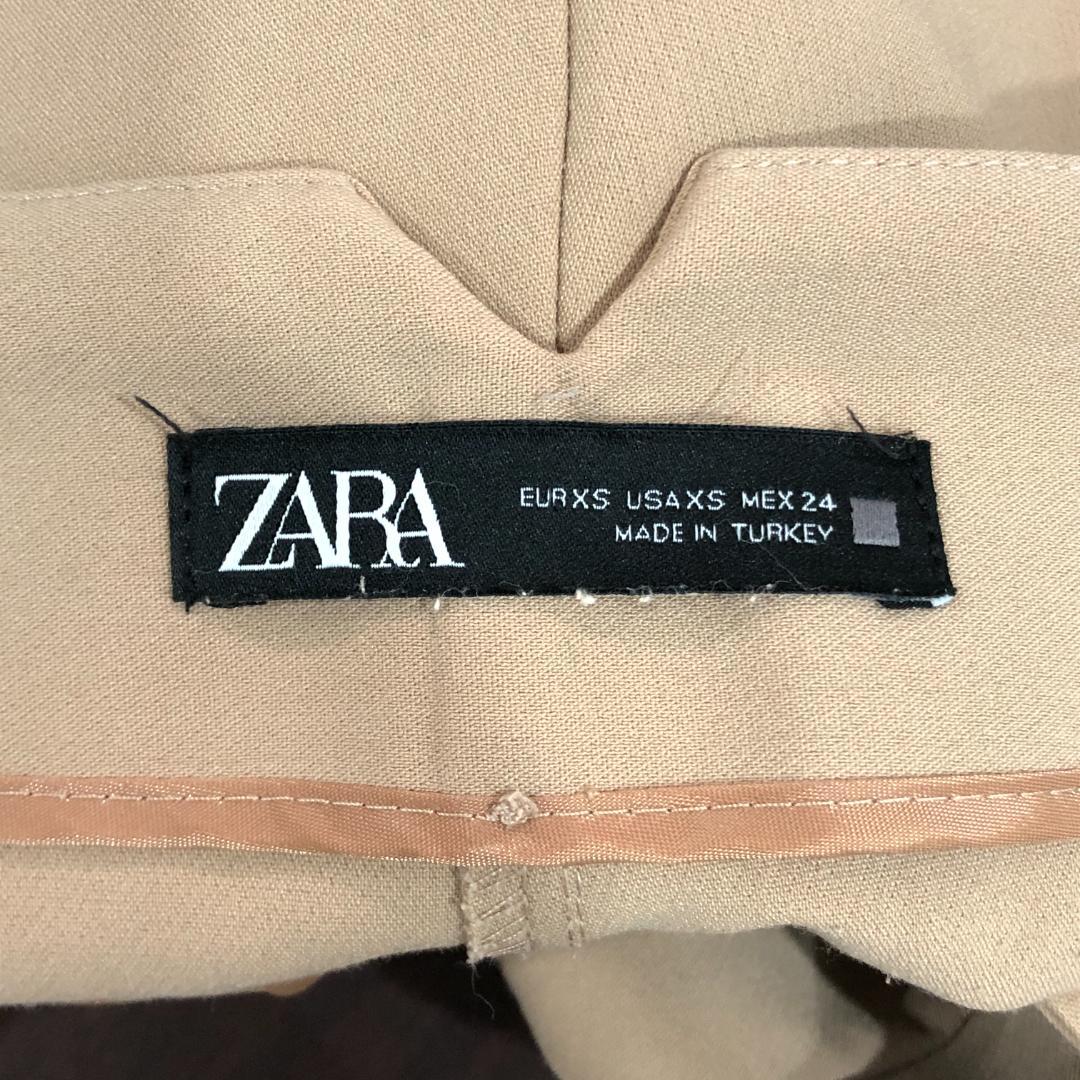 ZARA
EUR XS USA XS MEX 24
MADE IN TURKEY